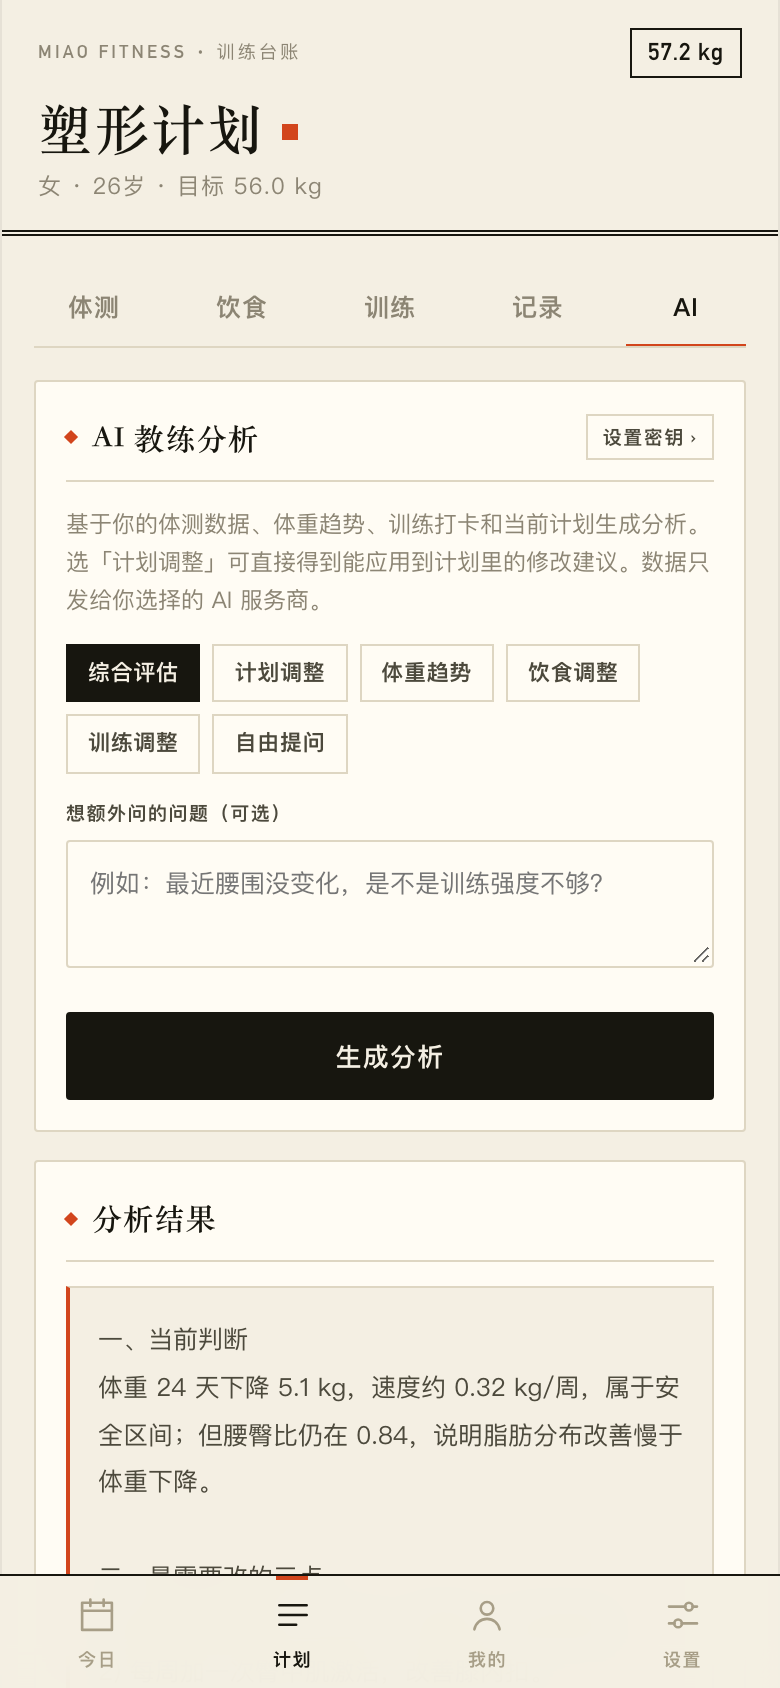 MIAO FITNESS · 训练台账
57.2 kg
塑形计划
女 · 26岁 · 目标 56.0 kg
体测
饮食
训练
记录
AI
AI 教练分析
设置密钥 ›
基于你的体测数据、体重趋势、训练打卡和当前计划生成分析。
选「计划调整」可直接得到能应用到计划里的修改建议。数据只
发给你选择的 AI 服务商。
综合评估
计划调整
体重趋势
饮食调整
训练调整
自由提问
想额外问的问题（可选）
例如：最近腰围没变化，是不是训练强度不够？
生成分析
分析结果
一、当前判断
体重 24 天下降 5.1 kg，速度约 0.32 kg/周，属于安
全区间；但腰臀比仍在 0.84，说明脂肪分布改善慢于
体重下降。
今日
计划
我的
设置